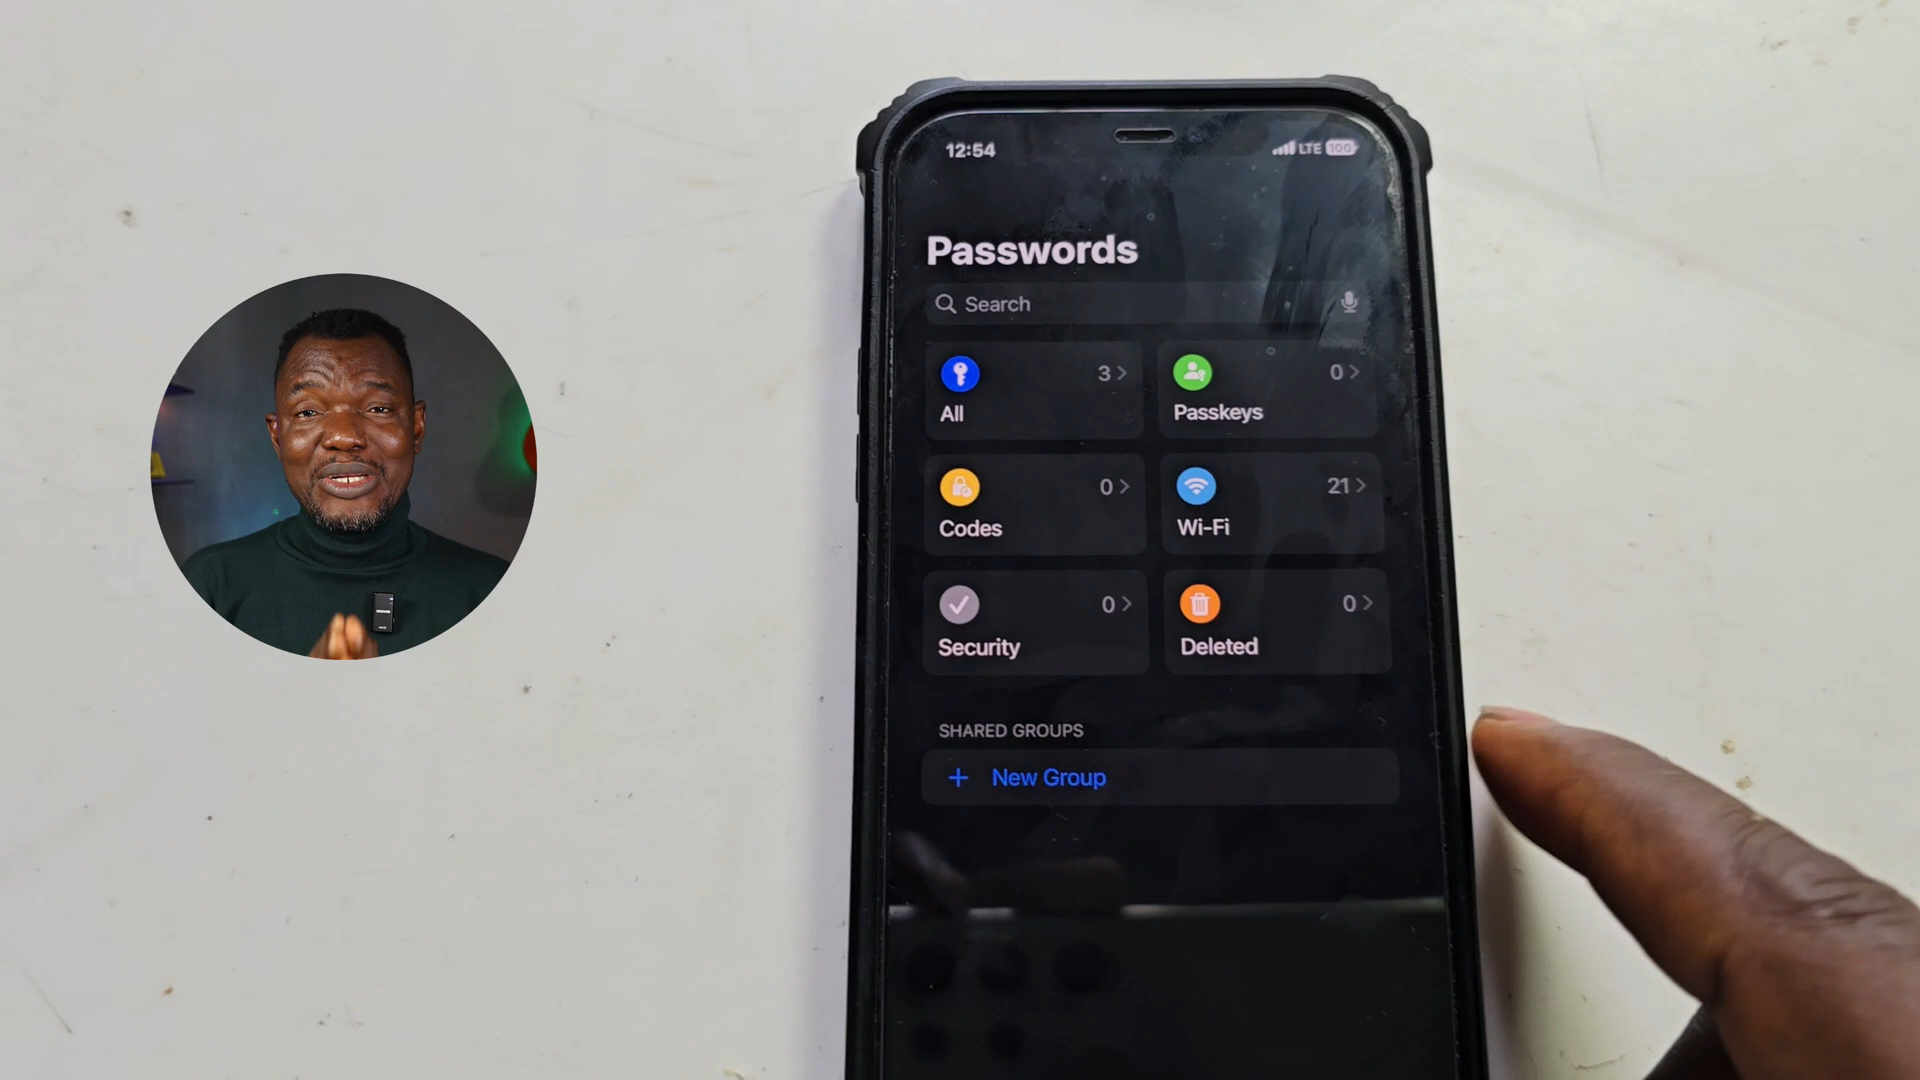 12:54
LTE 100
Passwords
Search
3
All
0
Passkeys
0
Codes
21
Wi-Fi
0
Security
0
Deleted
SHARED GROUPS
+ New Group